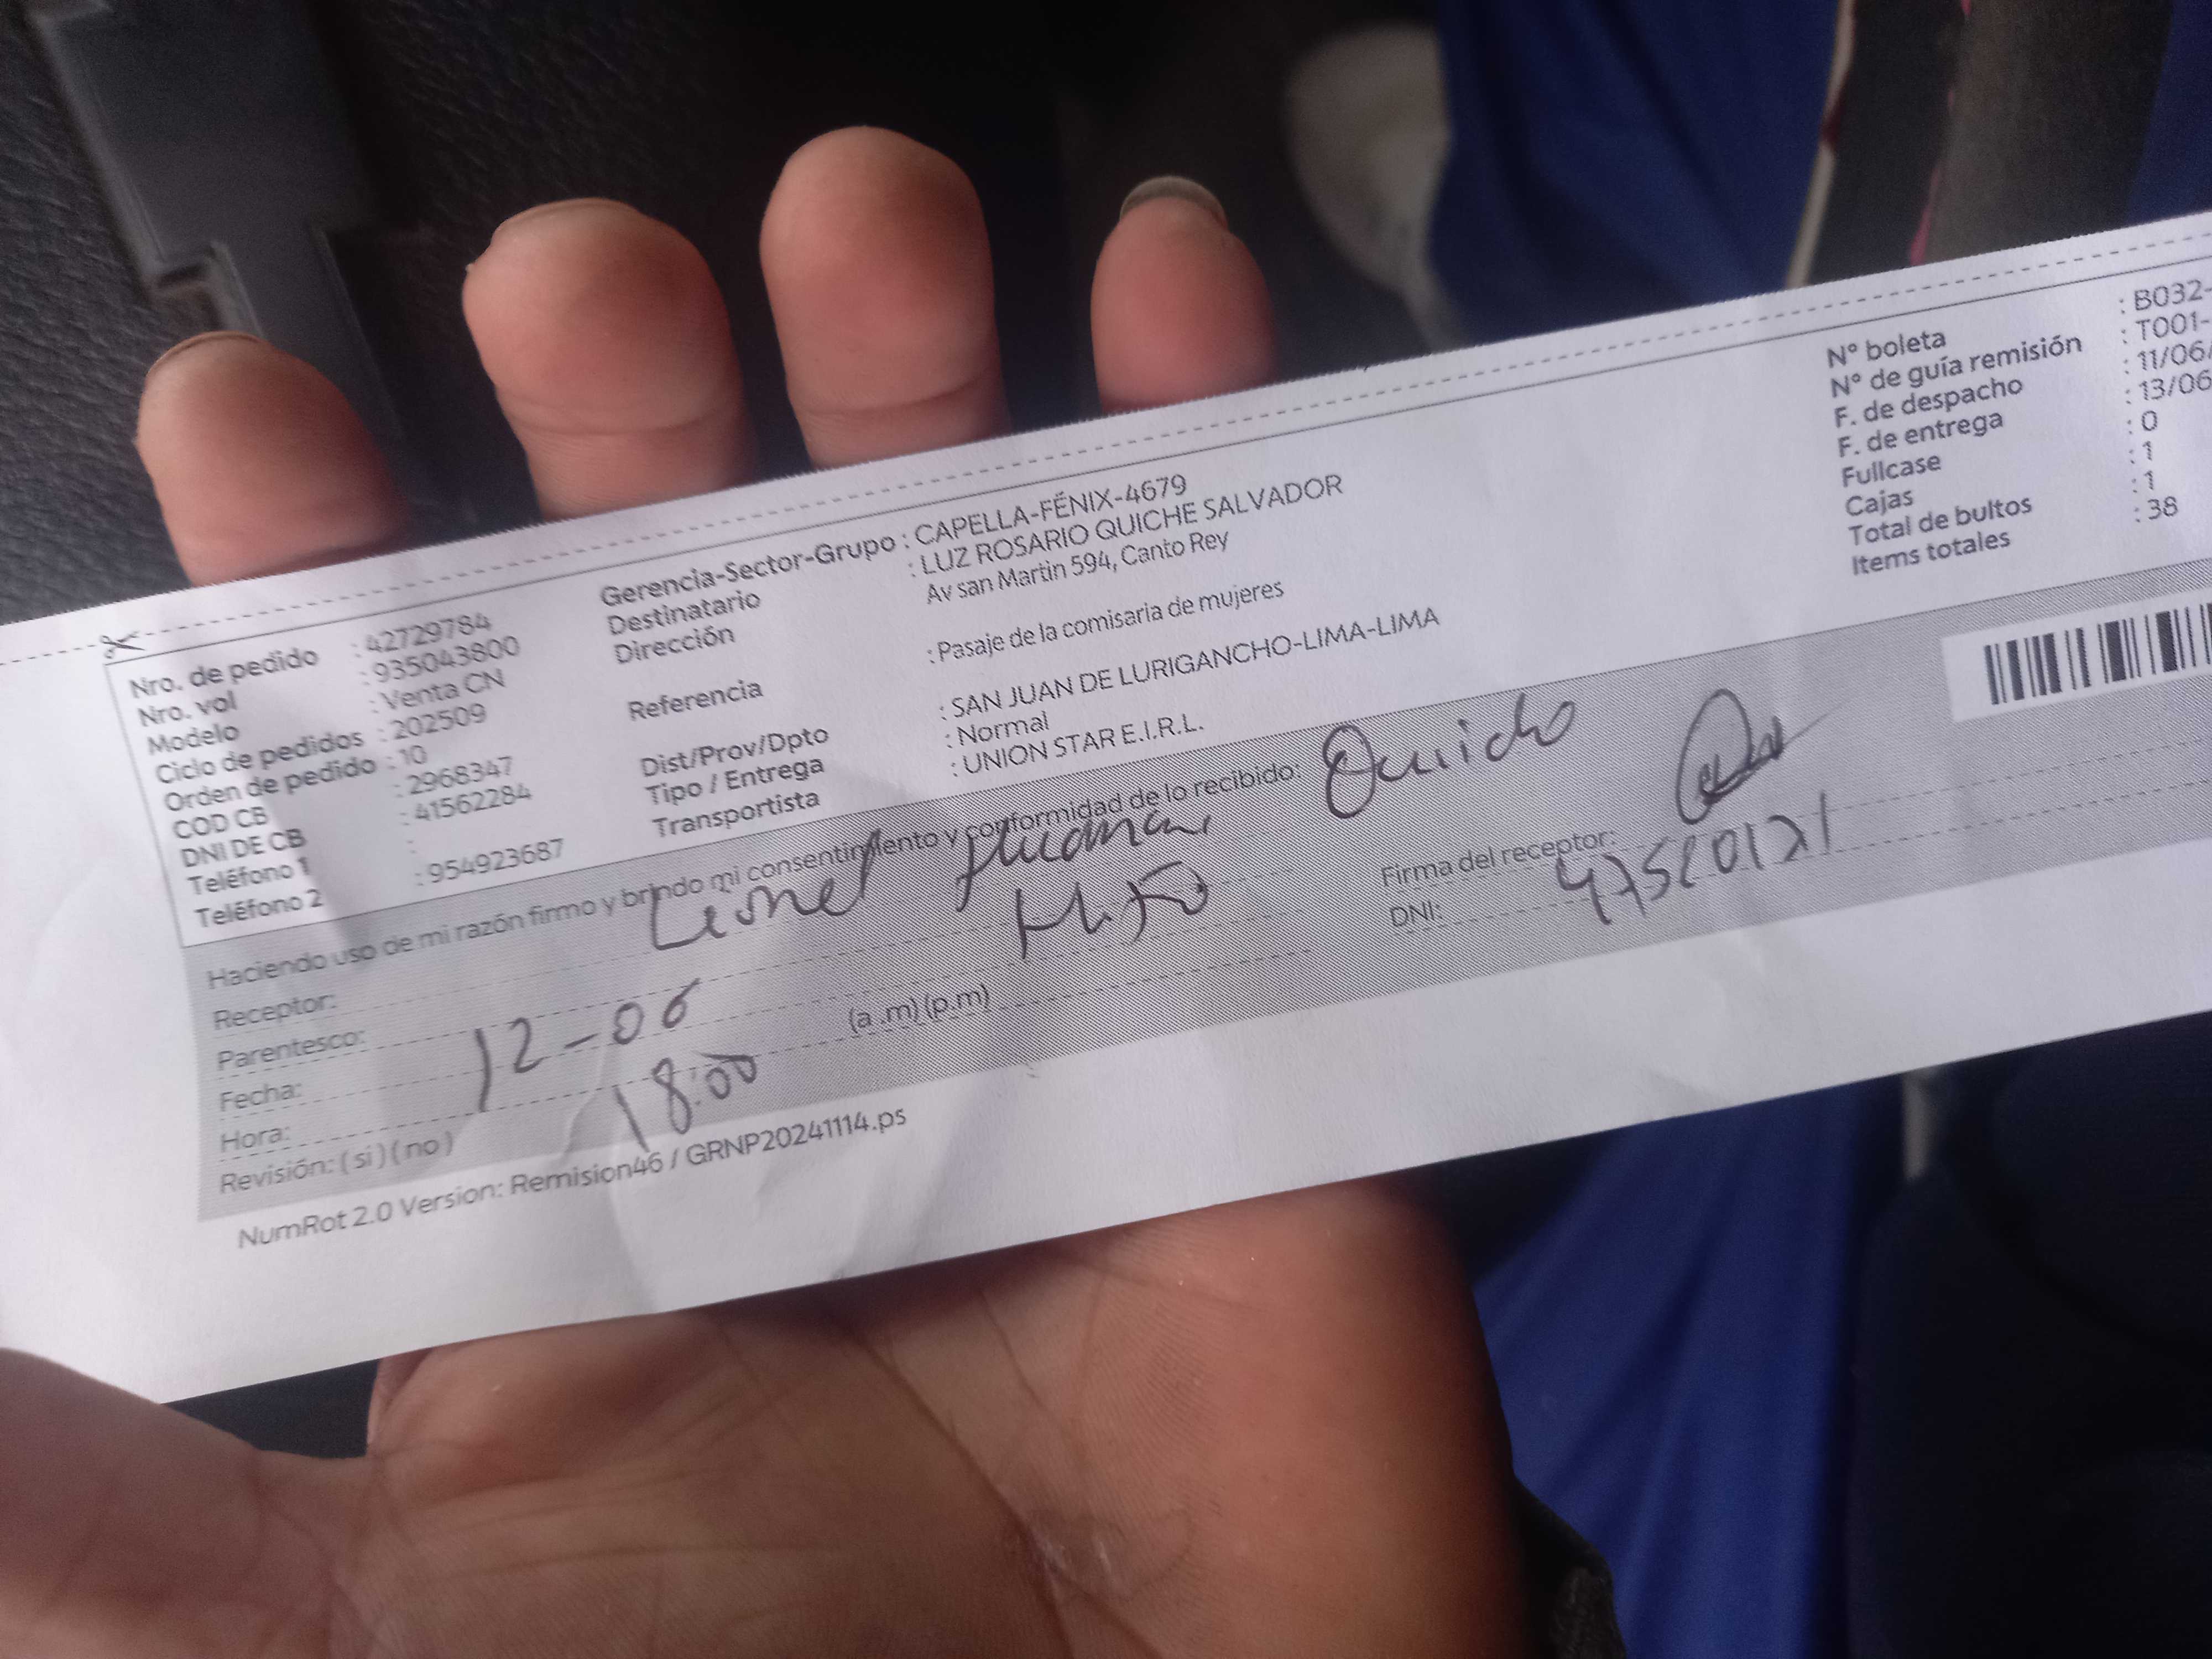 Nro. de pedido : 42729784
Nro. vol : 935043800
Modelo : Venta CN
Ciclo de pedidos : 202509
Orden de pedido : 10
COD CB : 2968347
DNI DE CB : 41562284
Teléfono 1 :
Teléfono 2 : 954923687
Gerencia-Sector-Grupo : CAPELLA-FÉNIX-4679
Destinatario : LUZ ROSARIO QUICHE SALVADOR
Dirección Av san Martin 594, Canto Rey
Referencia : Pasaje de la comisaria de mujeres
Dist/Prov/Dpto : SAN JUAN DE LURIGANCHO-LIMA-LIMA
Tipo / Entrega : Normal
Transportista : UNION STAR E.I.R.L.
N° boleta : B032-
N° de guía remisión : T001-
F. de despacho : 11/06/
F. de entrega : 13/06
Fullcase : 0
Cajas : 1
Total de bultos : 1
Items totales : 38
Haciendo uso de mi razón firmo y brindo mi consentimiento y conformidad de lo recibido:
Receptor: Leonel
Parentesco:
Fecha: 12-06
Hora: 18:00 (a .m) (p.m)
Revisión: ( si ) ( no )
Firma del receptor:
DNI:
NumRot 2.0 Version: Remision46 / GRNP20241114.ps